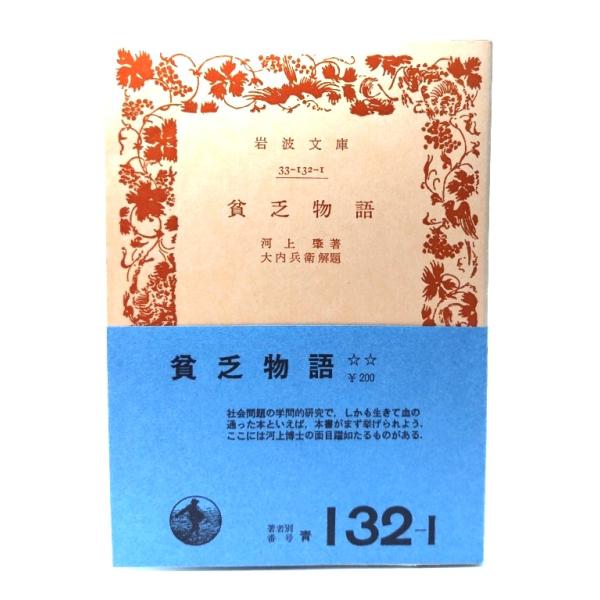 岩波文庫
33-132-1
貧乏物語
河上肇著
大内兵衛解題
貧乏物語 ☆☆
¥200
社会問題の学問的研究で，しかも生きて血の
通った本といえば，本書がまず挙げられよう．
ここには河上博士の面目躍如たるものがある．
著者別
番号 青 132-1